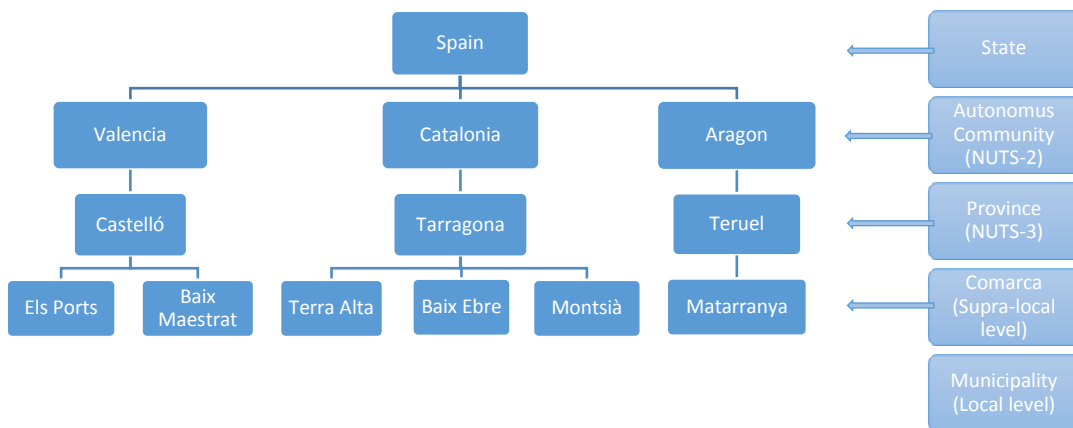 Spain
State
Valencia
Catalonia
Aragon
Autonomus
Community
(NUTS-2)
Castelló
Tarragona
Teruel
Province
(NUTS-3)
Els Ports
Baix
Maestrat
Terra Alta
Baix Ebre
Montsià
Matarranya
Comarca
(Supra-local
level)
Municipality
(Local level)